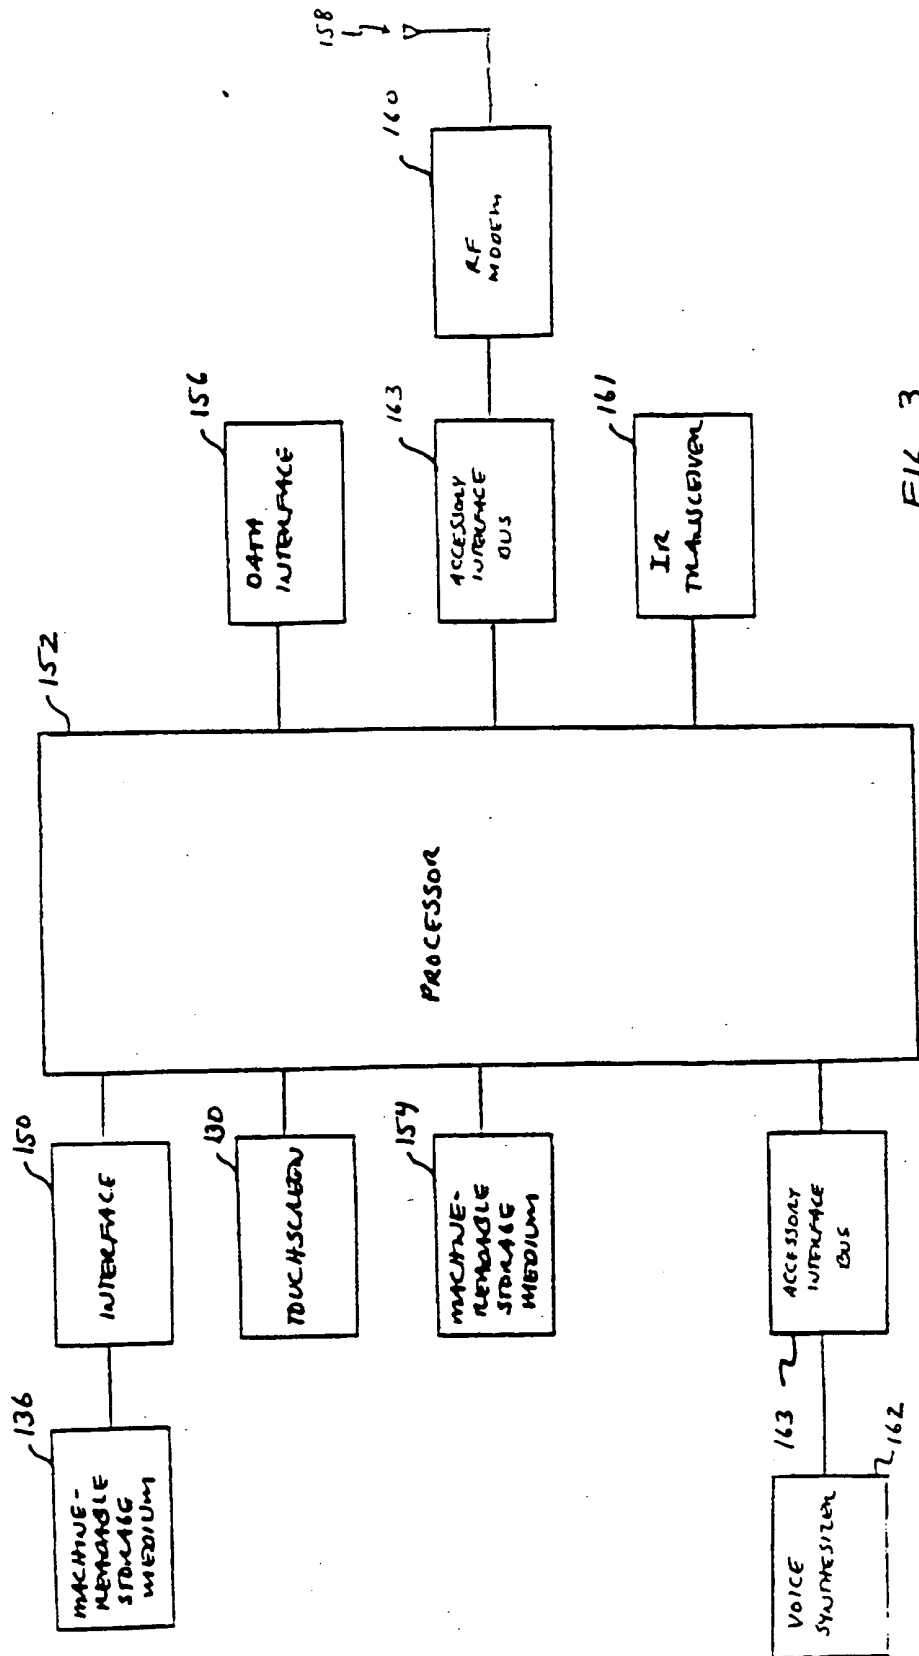 136
MACHINE-
READABLE
STORAGE
MEDIUM
150
INTERFACE
130
TOUCHSCREEN
154
MACHINE-
READABLE
STORAGE
MEDIUM
163
ACCESSORY
INTERFACE
BUS
162
VOICE
SYNTHESIZER
152
PROCESSOR
156
DATA
INTERFACE
163
ACCESSORY
INTERFACE
BUS
160
RF
MODEM
158
161
IR
TRANSCEIVER
FIG. 3